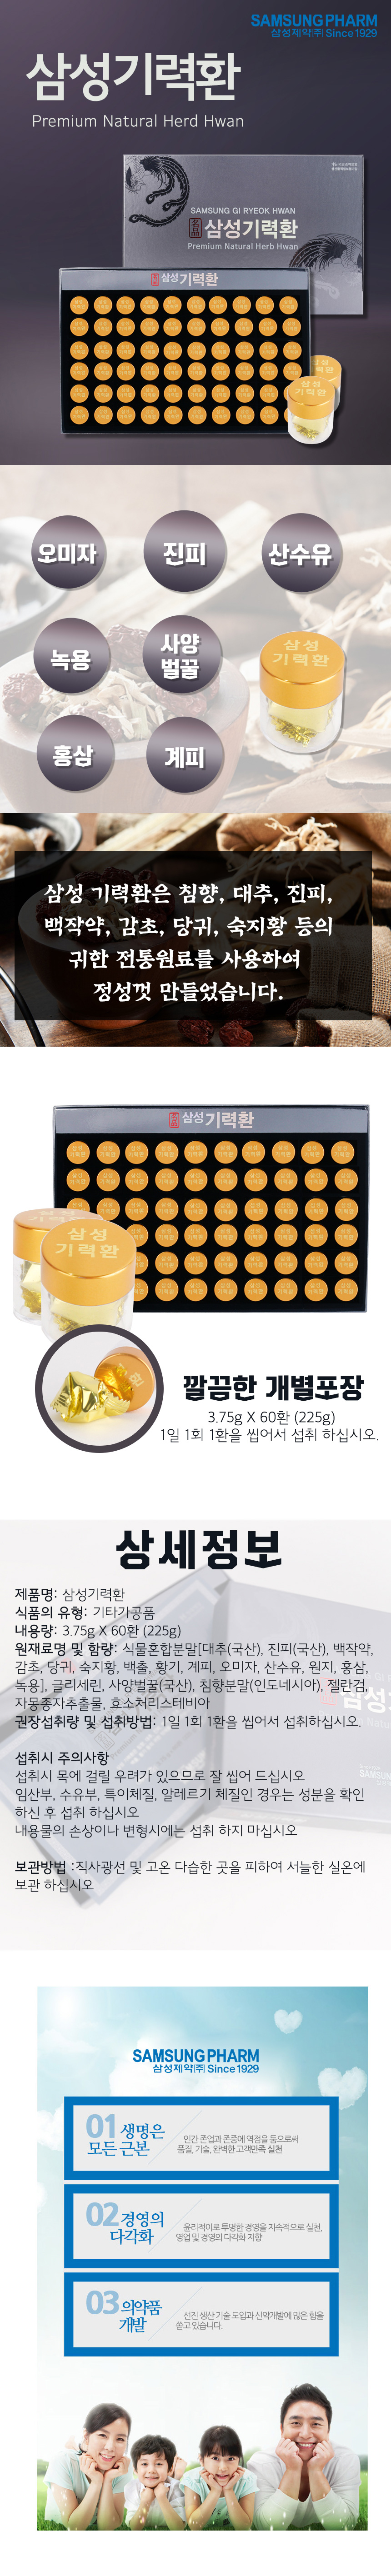 SAMSUNG PHARM
삼성제약(주) Since 1929
삼성기력환
Premium Natural Herd Hwan
SAMSUNG GI RYEOK HWAN
삼성기력환
Premium Natural Herb Hwan
삼성기력환
삼성
기력환
오미자
진피
산수유
녹용
사양
벌꿀
삼성
기력환
홍삼
계피
삼성 기력환은 침향, 대추, 진피,
백작약, 감초, 당귀, 숙지황 등의
귀한 전통원료를 사용하여
정성껏 만들었습니다.
삼성기력환
삼성
기력환
깔끔한 개별포장
3.75g X 60환 (225g)
1일 1회 1환을 씹어서 섭취 하십시오.
상세정보
제품명: 삼성기력환
식품의 유형: 기타가공품
내용량: 3.75g X 60환 (225g)
원재료명 및 함량: 식물혼합분말[대추(국산), 진피(국산), 백작약,
감초, 당귀, 숙지황, 백출, 황기, 계피, 오미자, 산수유, 원지, 홍삼,
녹용], 글리세린, 사양벌꿀(국산), 침향분말(인도네시아), 젤란검,
자몽종자추출물, 효소처리스테비아
권장섭취량 및 섭취방법: 1일 1회 1환을 씹어서 섭취하십시오.
섭취시 주의사항
섭취시 목에 걸릴 우려가 있으므로 잘 씹어 드십시오
임산부, 수유부, 특이체질, 알레르기 체질인 경우는 성분을 확인
하신 후 섭취 하십시오
내용물의 손상이나 변형시에는 섭취 하지 마십시오
보관방법 :직사광선 및 고온 다습한 곳을 피하여 서늘한 실온에
보관 하십시오
SAMSUNG PHARM
삼성제약(주) Since 1929
01 생명은
모든 근본
인간 존업과 존중에 역점을 둠으로써
품질, 기술, 완벽한 고객만족 실천
02 경영의
다각화
윤리적이로 투명한 경영을 지속적으로 실천,
영업 및 경영의 다각화 지향
03 의약품
개발
선진 생산 기술 도입과 신약개발에 많은 힘을
쏟고 있습니다.